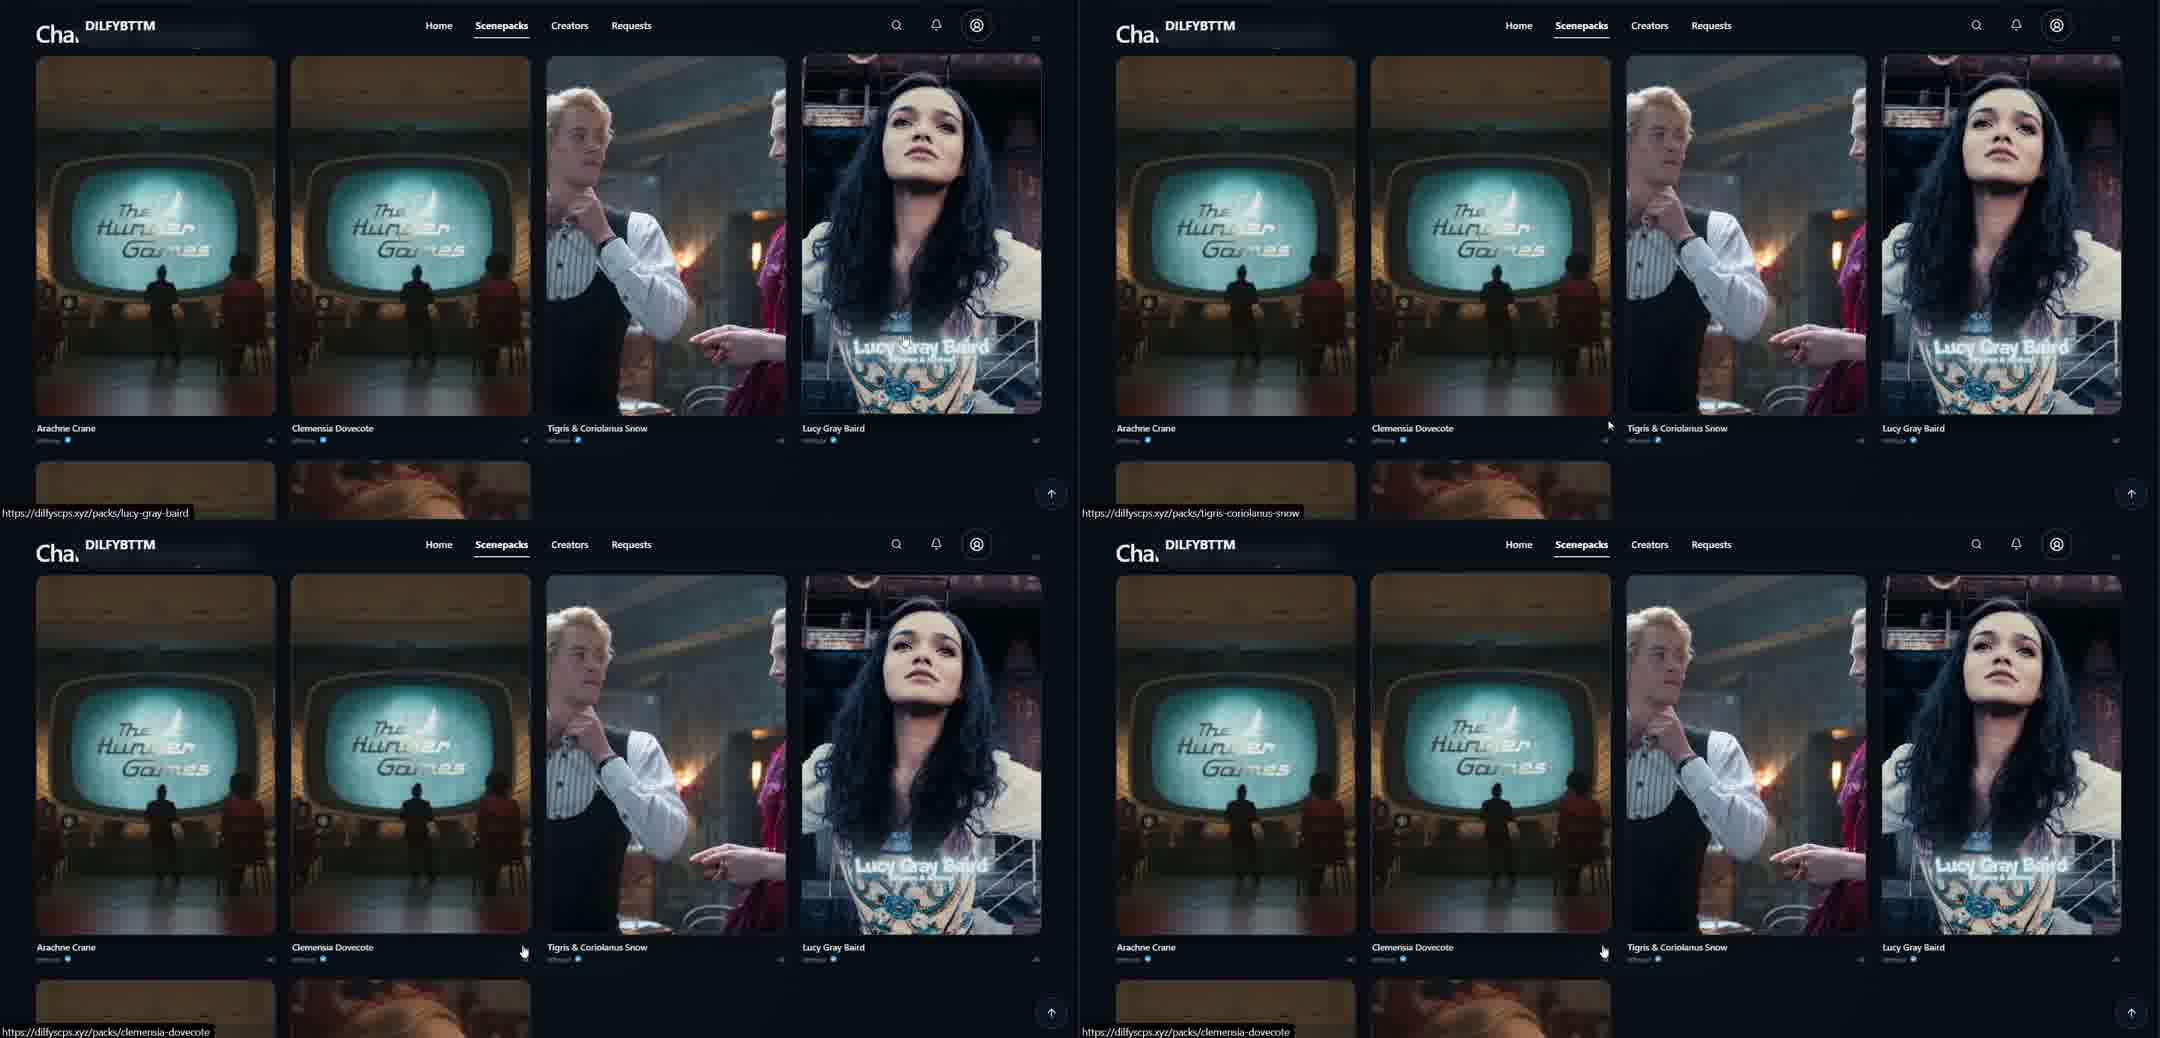 Cha
DILFYBTTM
Home
Scenepacks
Creators
Requests
The
Hunger
Games
The
Hunger
Games
Lucy Gray Baird
Arachne Crane
Clemensia Dovecote
Tigris & Coriolanus Snow
Lucy Gray Baird
https://dilfyscps.xyz/packs/lucy-gray-baird
Cha
DILFYBTTM
Home
Scenepacks
Creators
Requests
The
Hunger
Games
The
Hunger
Games
Lucy Gray Baird
Arachne Crane
Clemensia Dovecote
Tigris & Coriolanus Snow
Lucy Gray Baird
https://dilfyscps.xyz/packs/tigris-coriolanus-snow
Cha
DILFYBTTM
Home
Scenepacks
Creators
Requests
The
Hunger
Games
The
Hunger
Games
Lucy Gray Baird
Arachne Crane
Clemensia Dovecote
Tigris & Coriolanus Snow
Lucy Gray Baird
https://dilfyscps.xyz/packs/clemensia-dovecote
Cha
DILFYBTTM
Home
Scenepacks
Creators
Requests
The
Hunger
Games
The
Hunger
Games
Lucy Gray Baird
Arachne Crane
Clemensia Dovecote
Tigris & Coriolanus Snow
Lucy Gray Baird
https://dilfyscps.xyz/packs/clemensia-dovecote